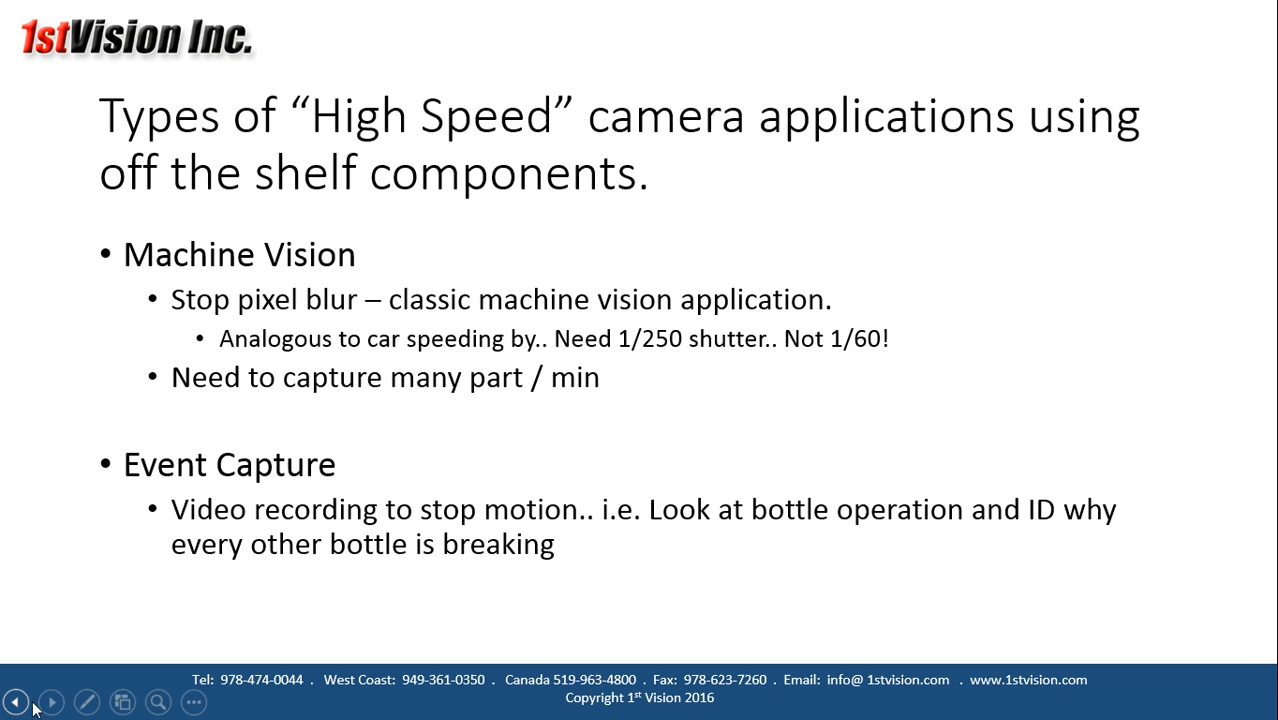 1stVision Inc.
Types of “High Speed” camera applications using
off the shelf components.
• Machine Vision
• Stop pixel blur – classic machine vision application.
• Analogous to car speeding by.. Need 1/250 shutter.. Not 1/60!
• Need to capture many part / min
• Event Capture
• Video recording to stop motion.. i.e. Look at bottle operation and ID why
every other bottle is breaking
Tel: 978-474-0044 . West Coast: 949-361-0350 . Canada 519-963-4800 . Fax: 978-623-7260 . Email: info@ 1stvision.com . www.1stvision.com
Copyright 1st Vision 2016